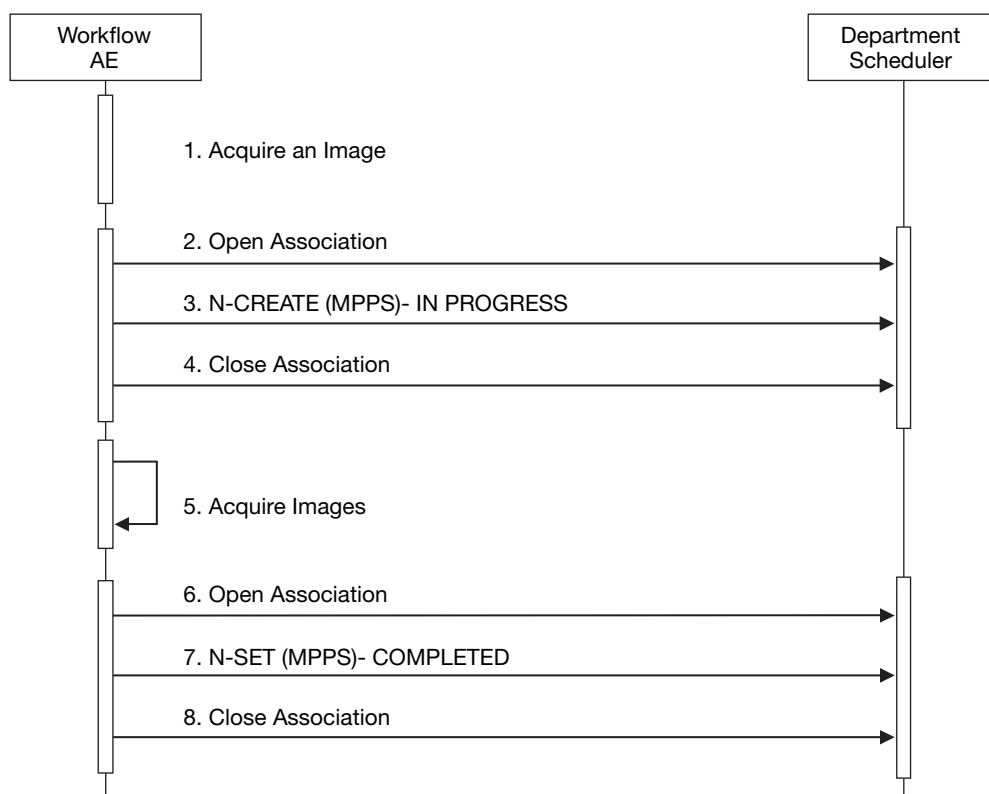 Workflow
AE
Department
Scheduler
1. Acquire an Image
2. Open Association
3. N-CREATE (MPPS)- IN PROGRESS
4. Close Association
5. Acquire Images
6. Open Association
7. N-SET (MPPS)- COMPLETED
8. Close Association